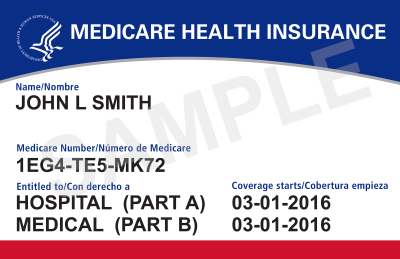 MEDICARE HEALTH INSURANCE
Name/Nombre
JOHN L SMITH
SAMPLE
Medicare Number/Número de Medicare
1EG4-TE5-MK72
Entitled to/Con derecho a Coverage starts/Cobertura empieza
HOSPITAL (PART A) 03-01-2016
MEDICAL (PART B) 03-01-2016